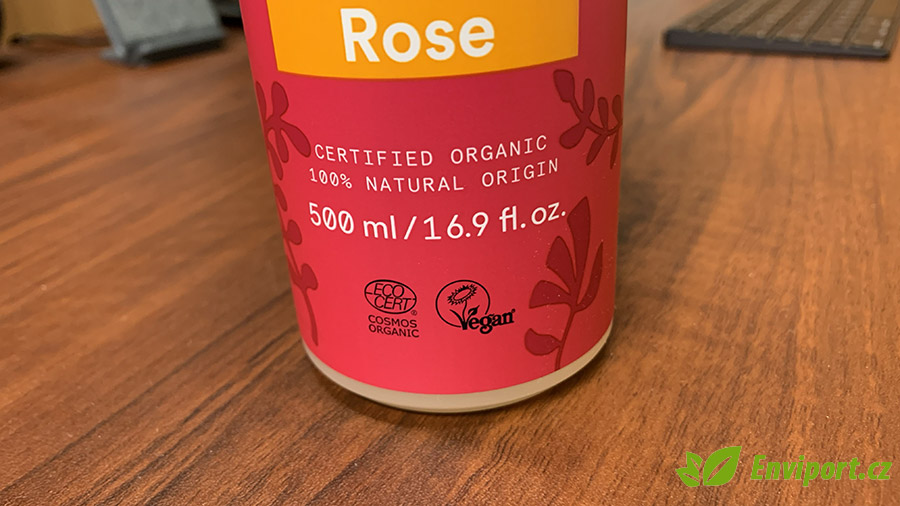 Rose
CERTIFIED ORGANIC
100% NATURAL ORIGIN
500 ml / 16.9 fl. oz.
ECO
CERT®
COSMOS
ORGANIC
Vegan
Enviport.cz